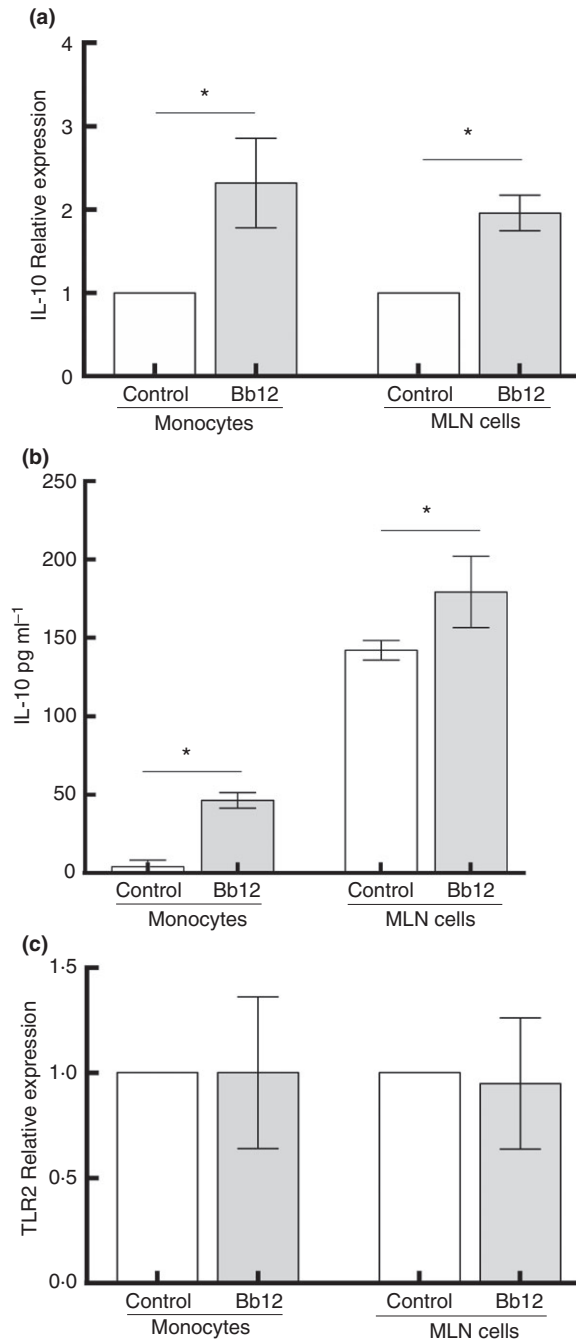 (a)
IL-10 Relative expression
4
3
2
1
0
*
*
Control Bb12 Control Bb12
Monocytes MLN cells
(b)
IL-10 pg ml⁻¹
250
200
150
100
50
0
*
*
Control Bb12 Control Bb12
Monocytes MLN cells
(c)
TLR2 Relative expression
1·5
1·0
0·5
0·0
Control Bb12 Control Bb12
Monocytes MLN cells